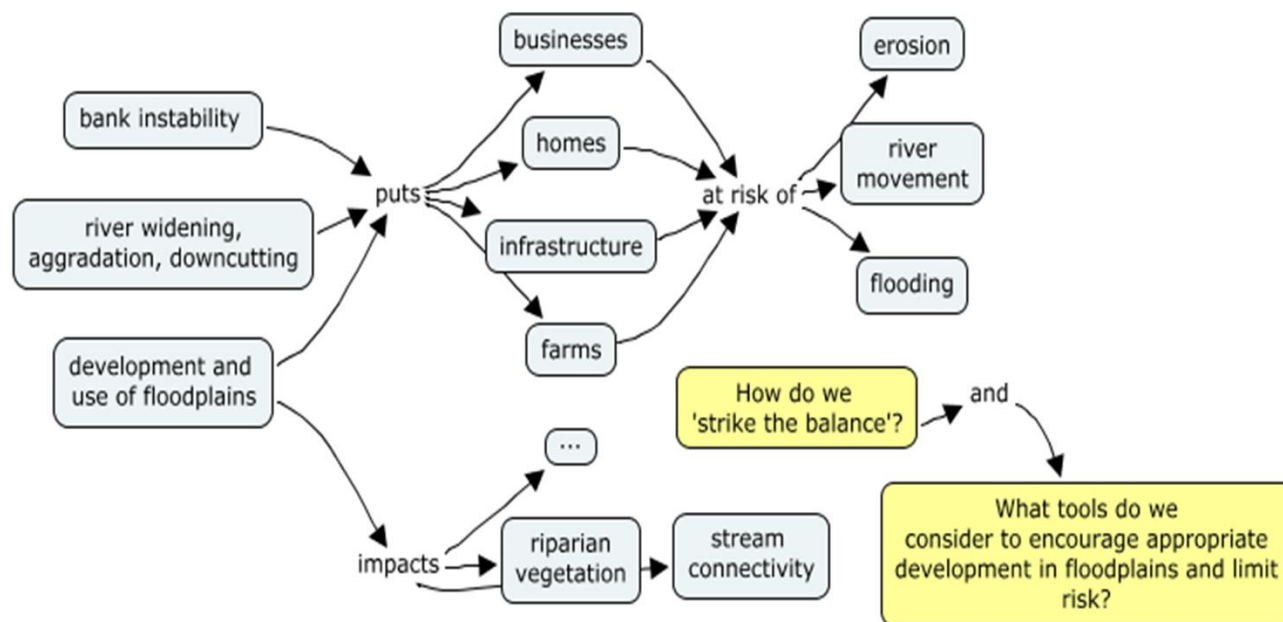 businesses
erosion
bank instability
homes
river
movement
puts
at risk of
river widening,
aggradation, downcutting
infrastructure
flooding
farms
development and
use of floodplains
How do we
'strike the balance'?
and
...
What tools do we
consider to encourage appropriate
development in floodplains and limit
risk?
impacts
riparian
vegetation
stream
connectivity